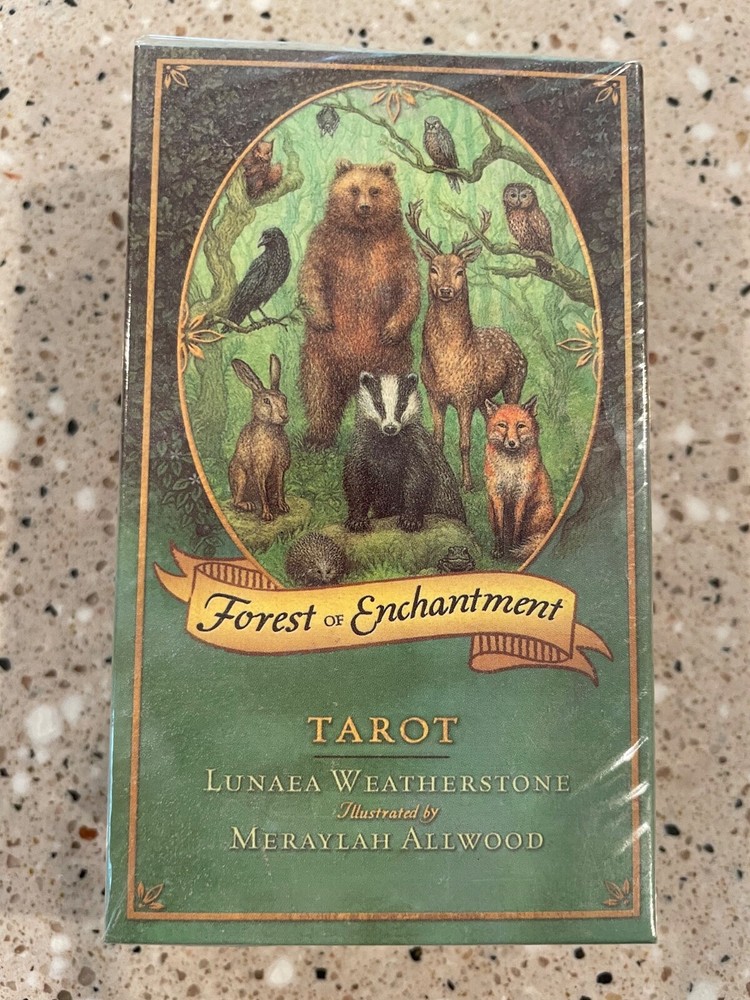 Forest OF Enchantment
TAROT
LUNAEA WEATHERSTONE
Illustrated by
MERAYLAH ALLWOOD